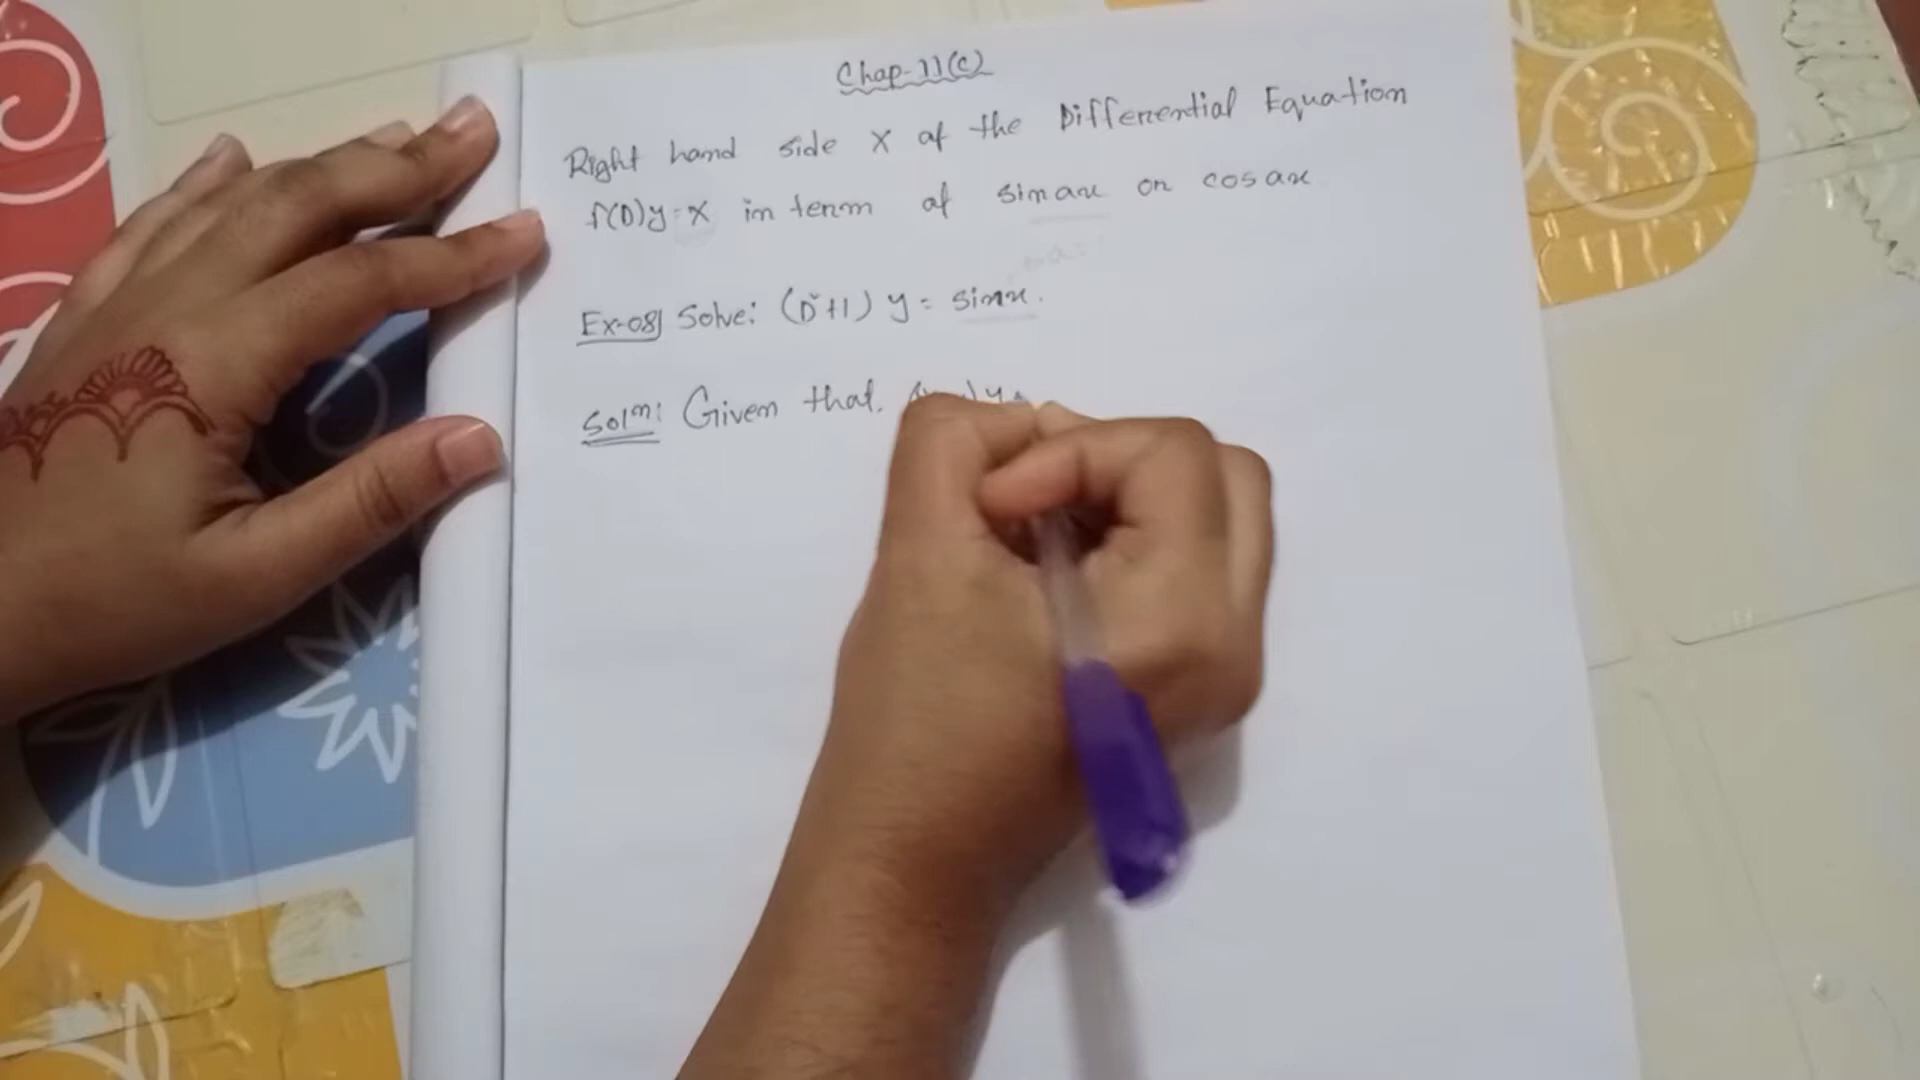 Chap-11(c)
Right hand side X of the Differential Equation
f(D)y=X in term of sinax or cosax
Ex-08) Solve: (D²+1) y = sinx.
Solⁿ: Given that,